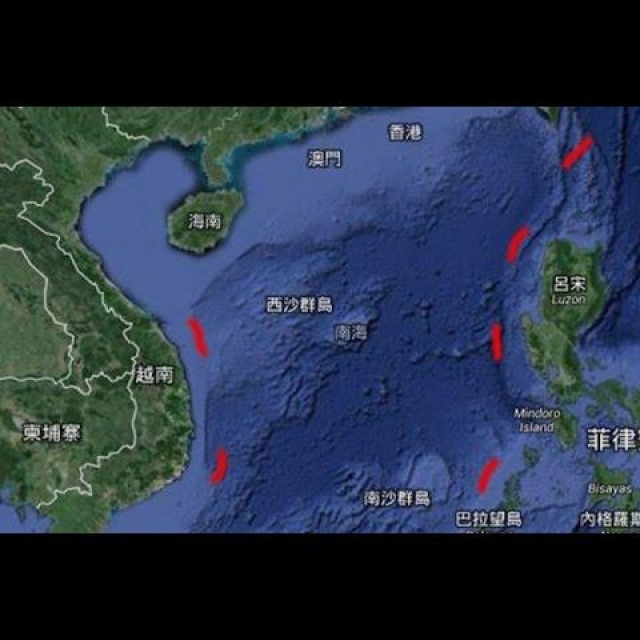 香港
澳門
海南
呂宋
Luzon
西沙群島
南海
越南
Mindoro
Island
柬埔寨
菲律
Bisayas
南沙群島
巴拉望島
內格羅斯